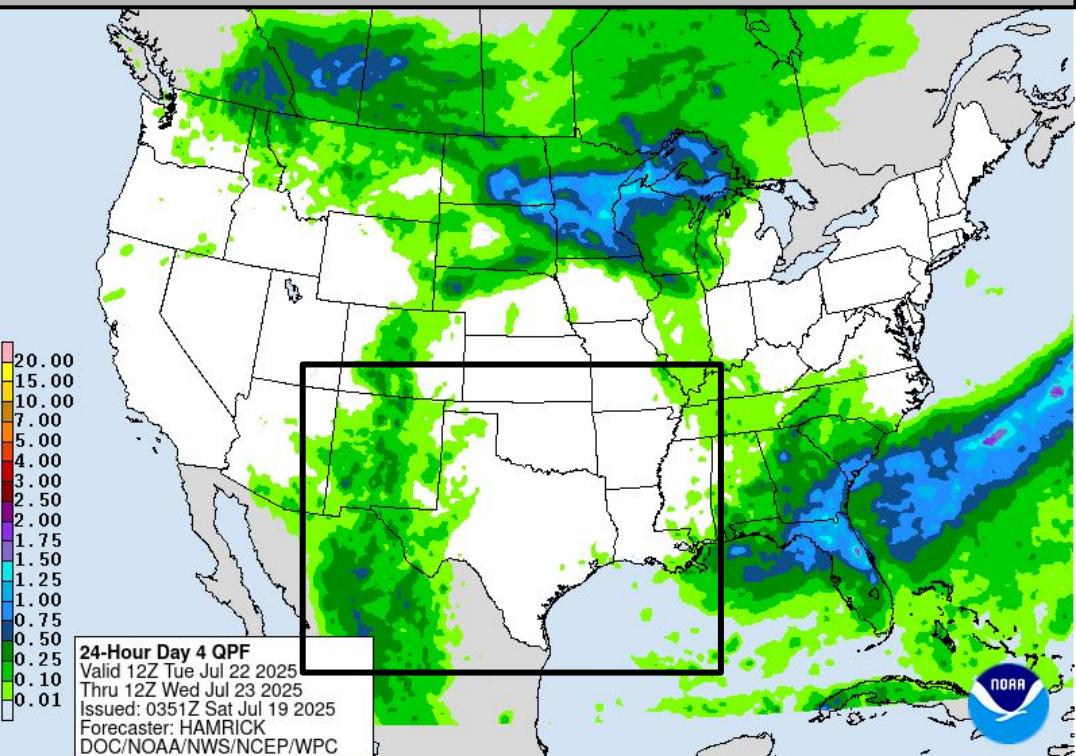 20.00
15.00
10.00
7.00
5.00
4.00
3.00
2.50
2.00
1.75
1.50
1.25
1.00
0.75
0.50
0.25
0.10
0.01
24-Hour Day 4 QPF
Valid 12Z Tue Jul 22 2025
Thru 12Z Wed Jul 23 2025
Issued: 0351Z Sat Jul 19 2025
Forecaster: HAMRICK
DOC/NOAA/NWS/NCEP/WPC
NOAA